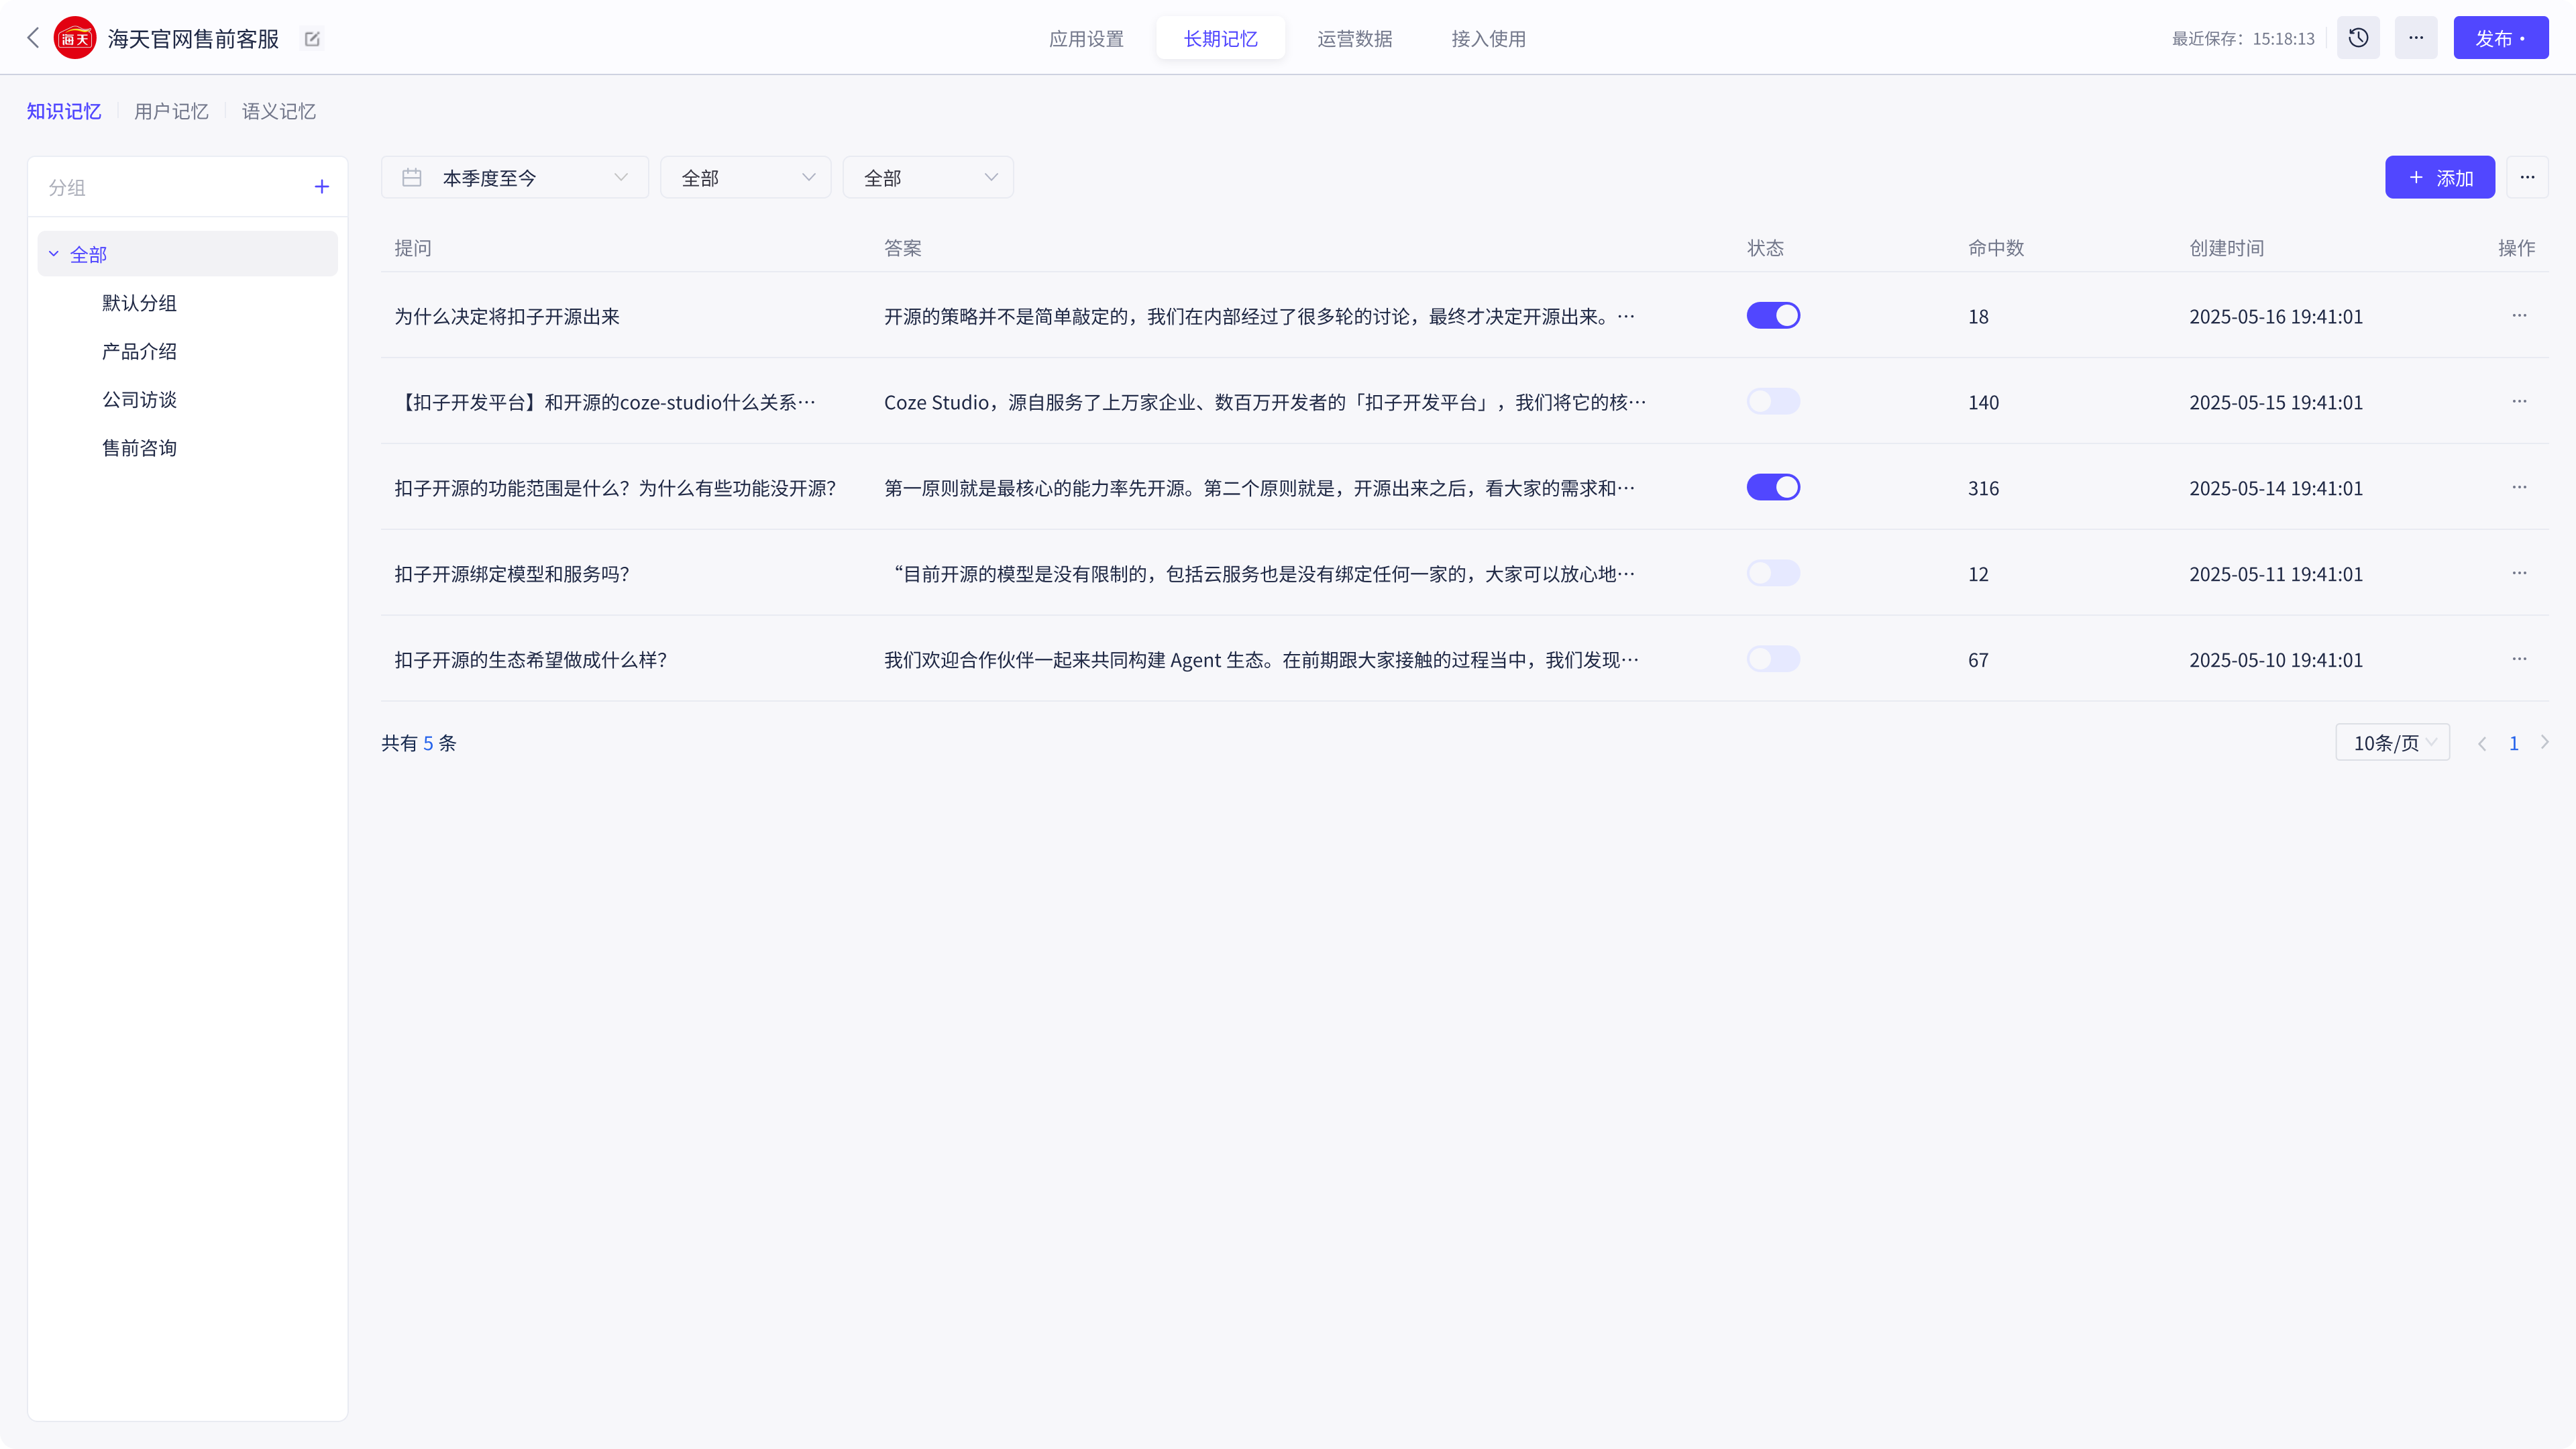 海天 海天官网售前客服 应用设置 长期记忆 运营数据 接入使用 最近保存：15:18:13 发布
知识记忆 用户记忆 语义记忆
分组
全部
默认分组
产品介绍
公司访谈
售前咨询
本季度至今 全部 全部 添加
提问 答案 状态 命中数 创建时间 操作
为什么决定将扣子开源出来 开源的策略并不是简单敲定的，我们在内部经过了很多轮的讨论，最终才决定开源出来。… 18 2025-05-16 19:41:01
【扣子开发平台】和开源的coze-studio什么关系… Coze Studio，源自服务了上万家企业、数百万开发者的「扣子开发平台」，我们将它的核… 140 2025-05-15 19:41:01
扣子开源的功能范围是什么？为什么有些功能没开源？ 第一原则就是最核心的能力率先开源。第二个原则就是，开源出来之后，看大家的需求和… 316 2025-05-14 19:41:01
扣子开源绑定模型和服务吗？ “目前开源的模型是没有限制的，包括云服务也是没有绑定任何一家的，大家可以放心地… 12 2025-05-11 19:41:01
扣子开源的生态希望做成什么样？ 我们欢迎合作伙伴一起来共同构建 Agent 生态。在前期跟大家接触的过程当中，我们发现… 67 2025-05-10 19:41:01
共有 5 条 10条/页 1